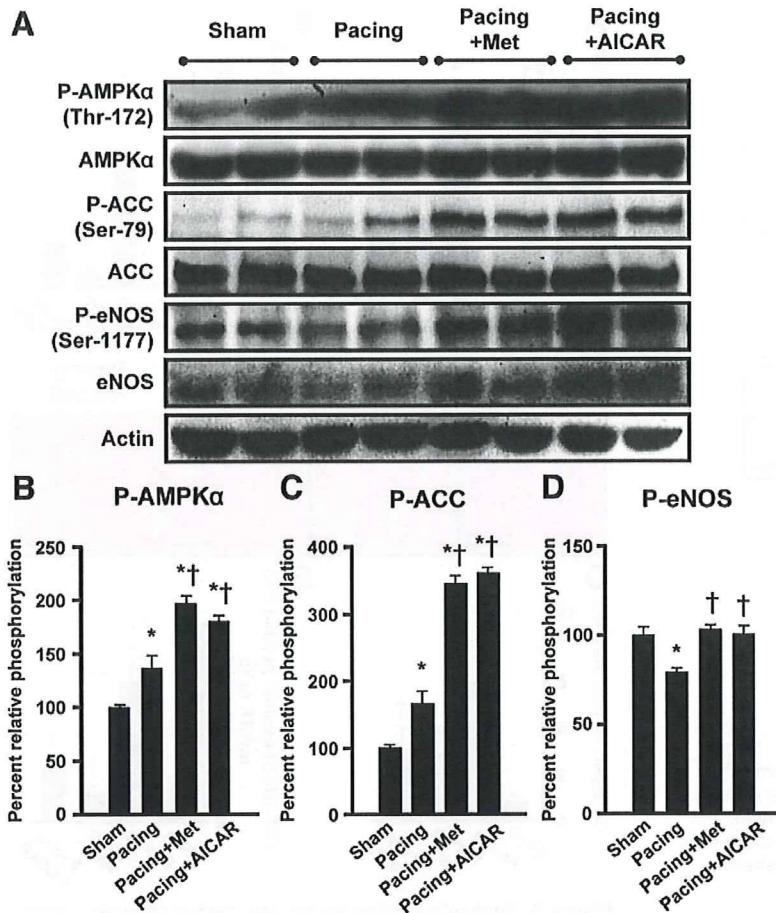 A
Sham
Pacing
Pacing
+Met
Pacing
+AICAR
P-AMPKα
(Thr-172)
AMPKα
P-ACC
(Ser-79)
ACC
P-eNOS
(Ser-1177)
eNOS
Actin
B
P-AMPKα
Percent relative phosphorylation
250
200
150
100
50
0
*
*†
*†
Sham
Pacing
Pacing+Met
Pacing+AICAR
C
P-ACC
Percent relative phosphorylation
400
300
200
100
0
*
*†
*†
Sham
Pacing
Pacing+Met
Pacing+AICAR
D
P-eNOS
Percent relative phosphorylation
150
100
50
0
*
†
†
Sham
Pacing
Pacing+Met
Pacing+AICAR